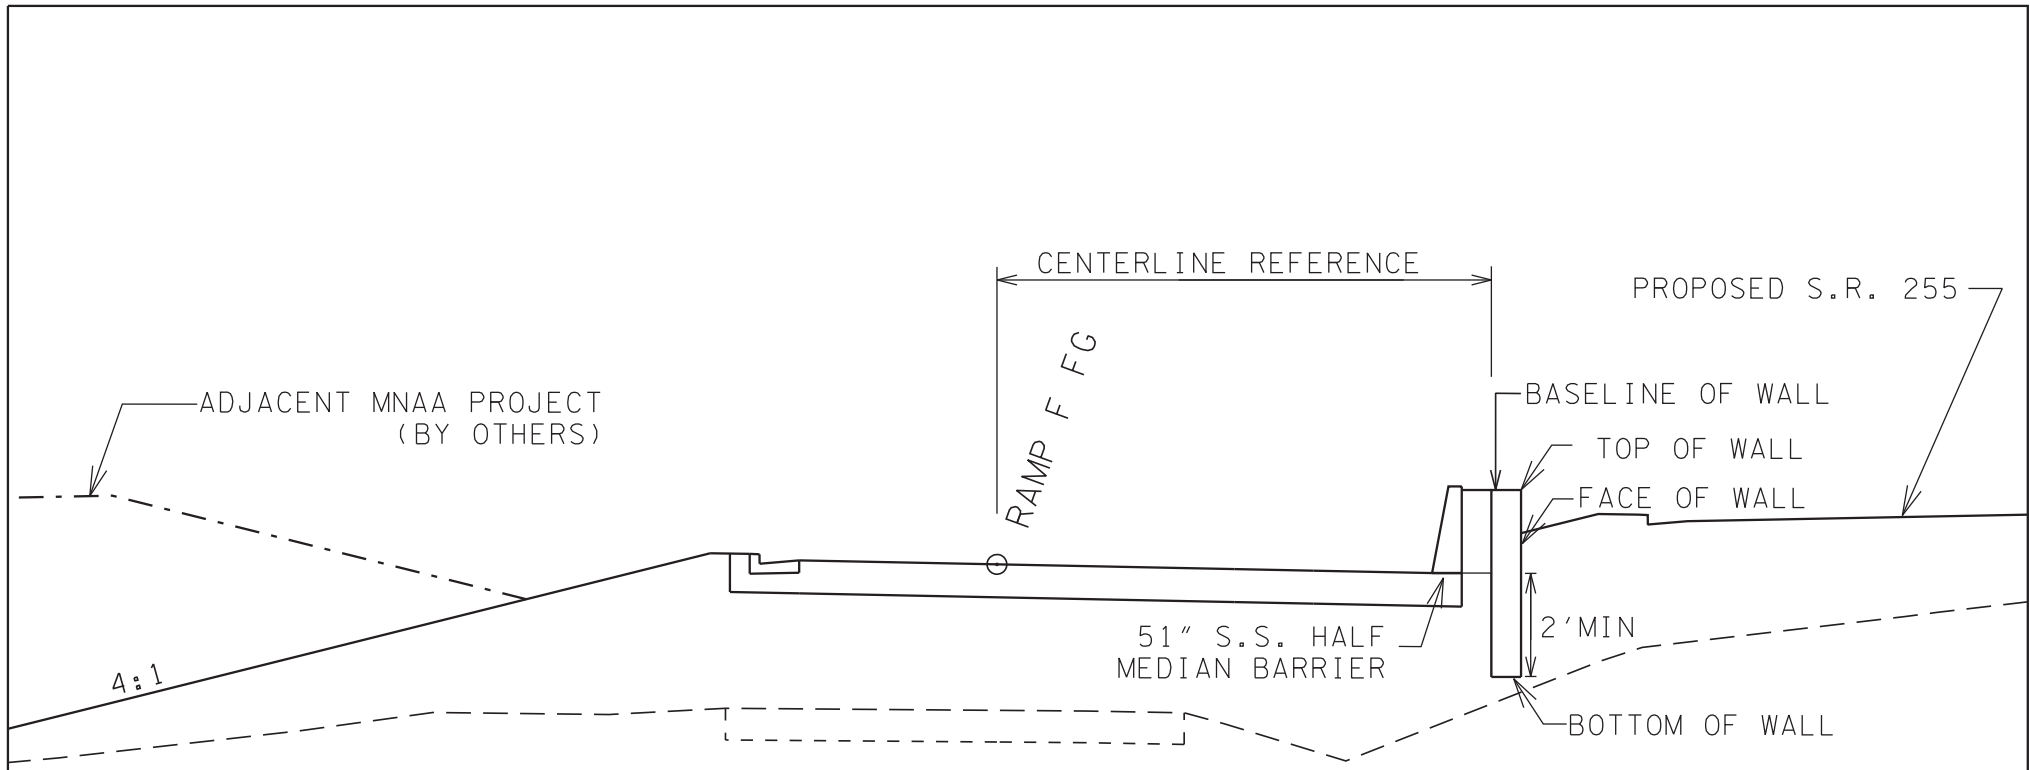 CENTERLINE REFERENCE
PROPOSED S.R. 255
RAMP F FG
ADJACENT MNAA PROJECT
(BY OTHERS)
BASELINE OF WALL
TOP OF WALL
FACE OF WALL
51" S.S. HALF
MEDIAN BARRIER
2'MIN
4:1
BOTTOM OF WALL